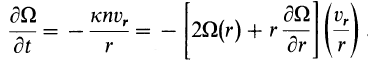 ∂Ω/∂t = − κnv_r/r = − [2Ω(r) + r ∂Ω/∂r] (v_r/r) .